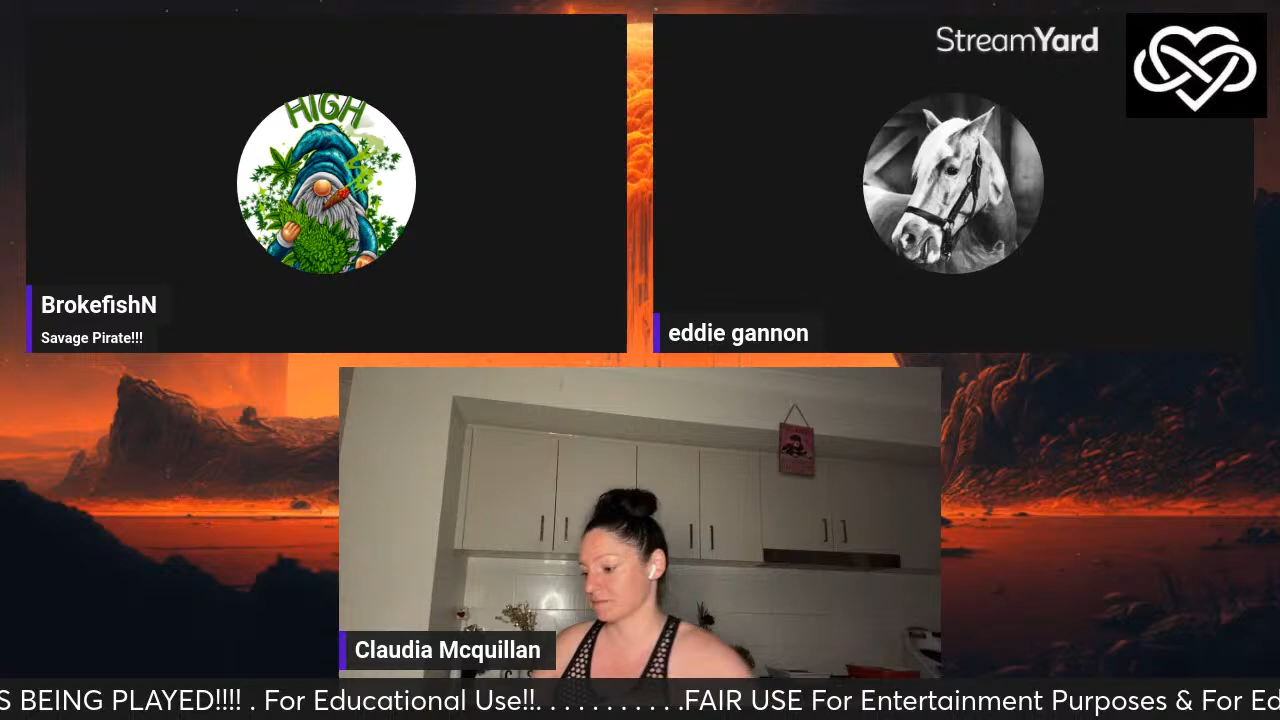 HIGH
StreamYard
BrokefishN
Savage Pirate!!!
eddie gannon
Claudia Mcquillan
S BEING PLAYED!!!! . For Educational Use!!. . . . . . . . . . .FAIR USE For Entertainment Purposes & For Ed